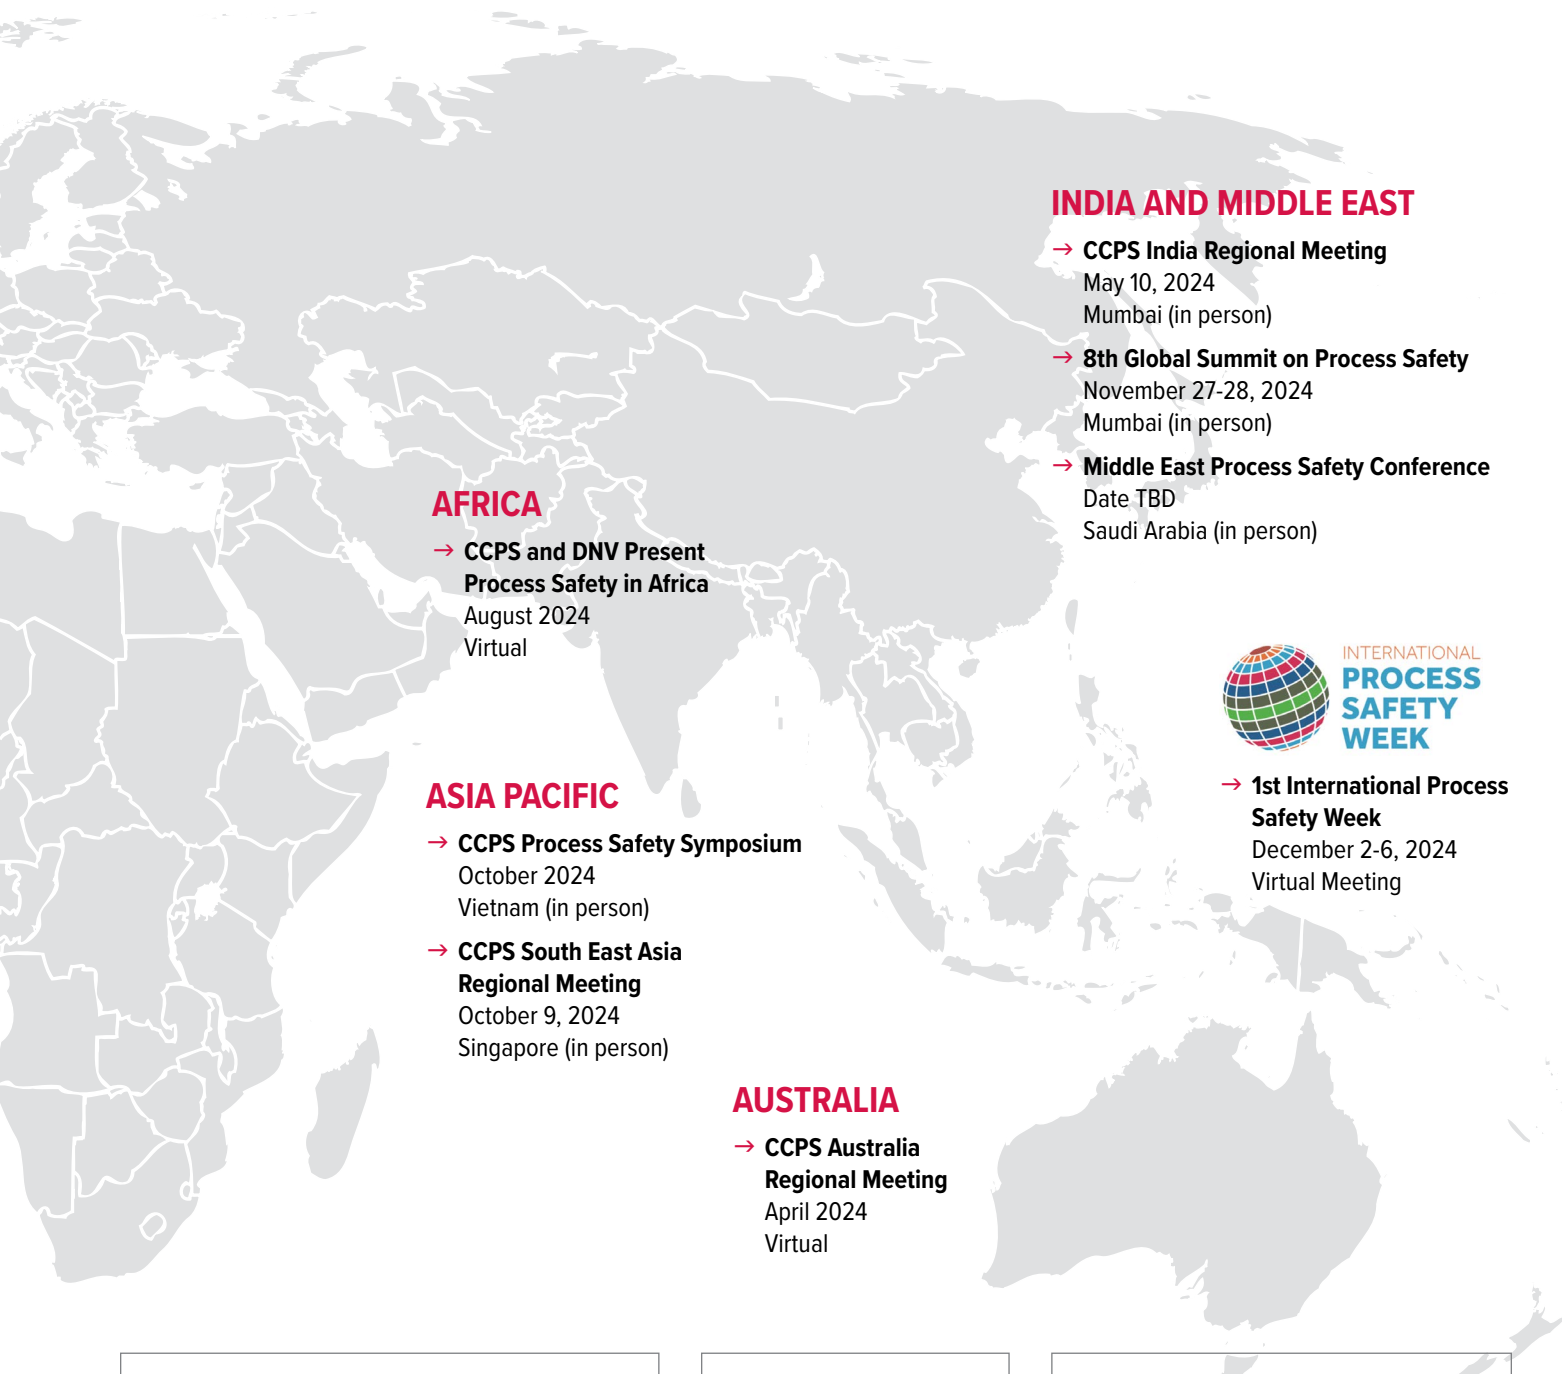 INDIA AND MIDDLE EAST
→ CCPS India Regional Meeting
May 10, 2024
Mumbai (in person)
→ 8th Global Summit on Process Safety
November 27-28, 2024
Mumbai (in person)
→ Middle East Process Safety Conference
Date TBD
Saudi Arabia (in person)
AFRICA
→ CCPS and DNV Present
Process Safety in Africa
August 2024
Virtual
INTERNATIONAL
PROCESS
SAFETY
WEEK
→ 1st International Process
Safety Week
December 2-6, 2024
Virtual Meeting
ASIA PACIFIC
→ CCPS Process Safety Symposium
October 2024
Vietnam (in person)
→ CCPS South East Asia
Regional Meeting
October 9, 2024
Singapore (in person)
AUSTRALIA
→ CCPS Australia
Regional Meeting
April 2024
Virtual